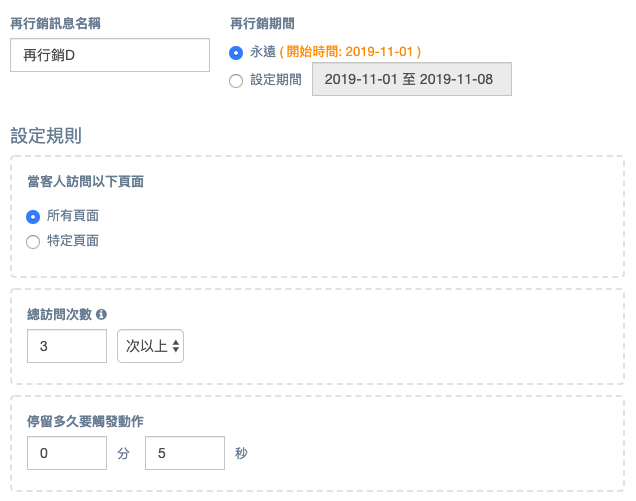 再行銷訊息名稱
再行銷期間
再行銷D
永遠 ( 開始時間: 2019-11-01 )
設定期間
2019-11-01 至 2019-11-08
設定規則
當客人訪問以下頁面
所有頁面
特定頁面
總訪問次數
3
次以上
停留多久要觸發動作
0 分 5 秒